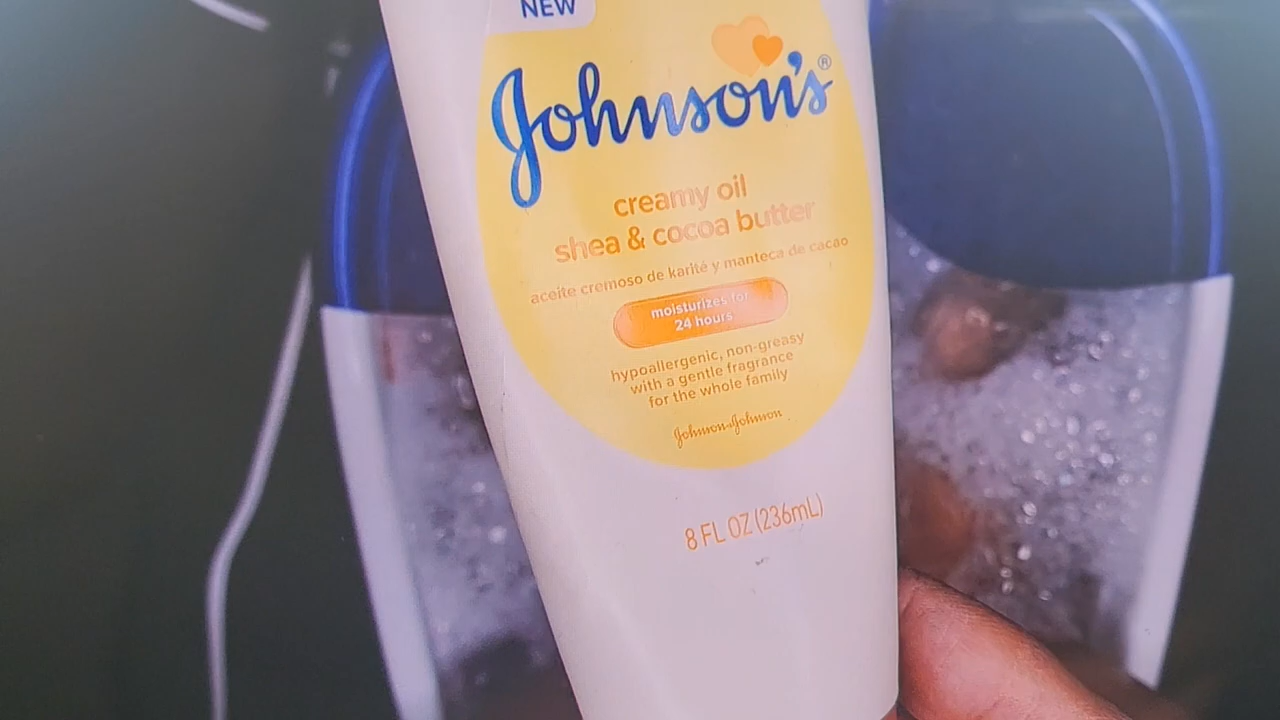 NEW
Johnson's®
creamy oil
shea & cocoa butter
aceite cremoso de karité y manteca de cacao
moisturizes for
24 hours
hypoallergenic, non-greasy
with a gentle fragrance
for the whole family
Johnson&Johnson
8 FL OZ (236mL)